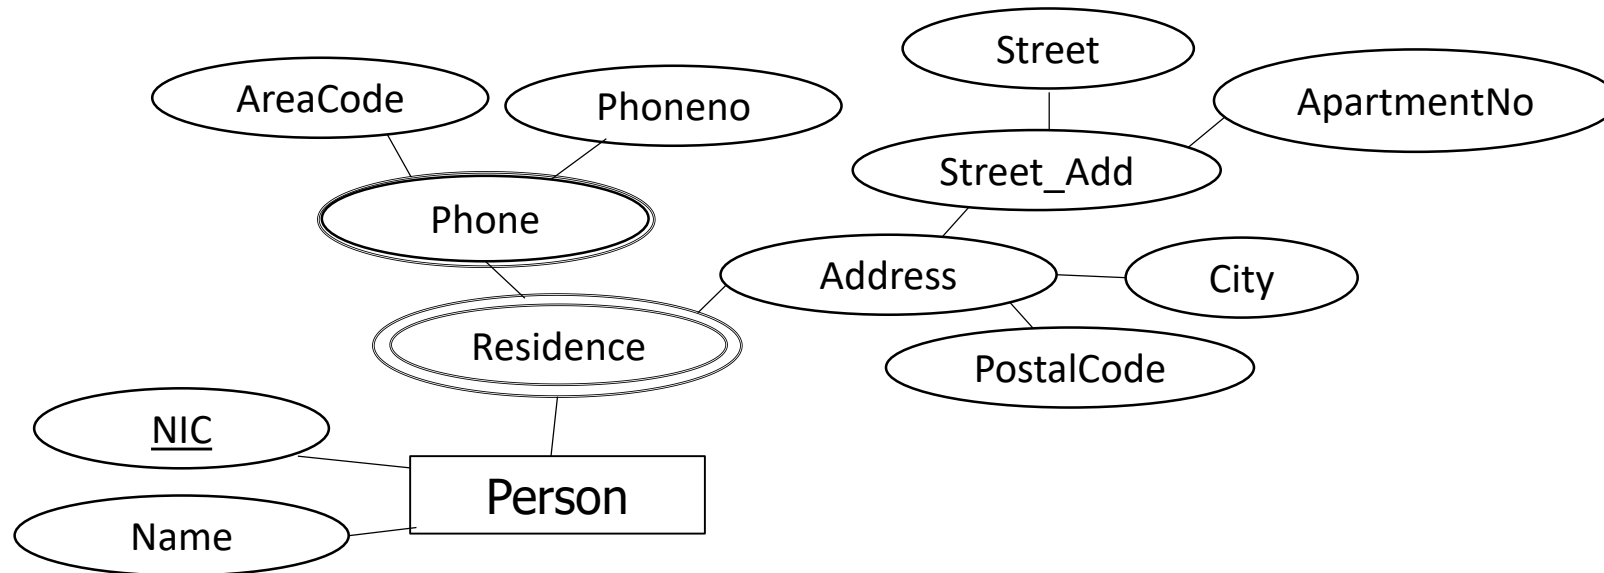 Street
AreaCode
Phoneno
ApartmentNo
Street_Add
Phone
Address
City
Residence
PostalCode
NIC
Person
Name